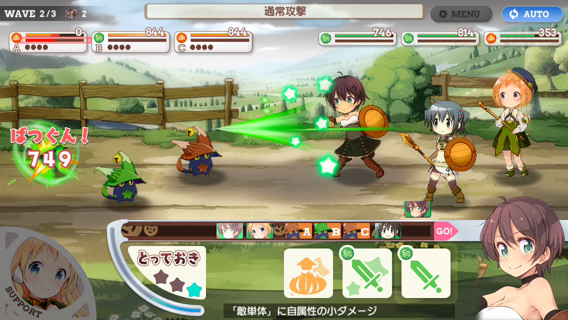 WAVE 2/3 2
通常攻撃
MENU
AUTO
A 0
B 844
C 844
746
814
353
ばつぐん!
749
A B C GO!
とっておき
SUPPORT
「敵単体」に自属性の小ダメージ